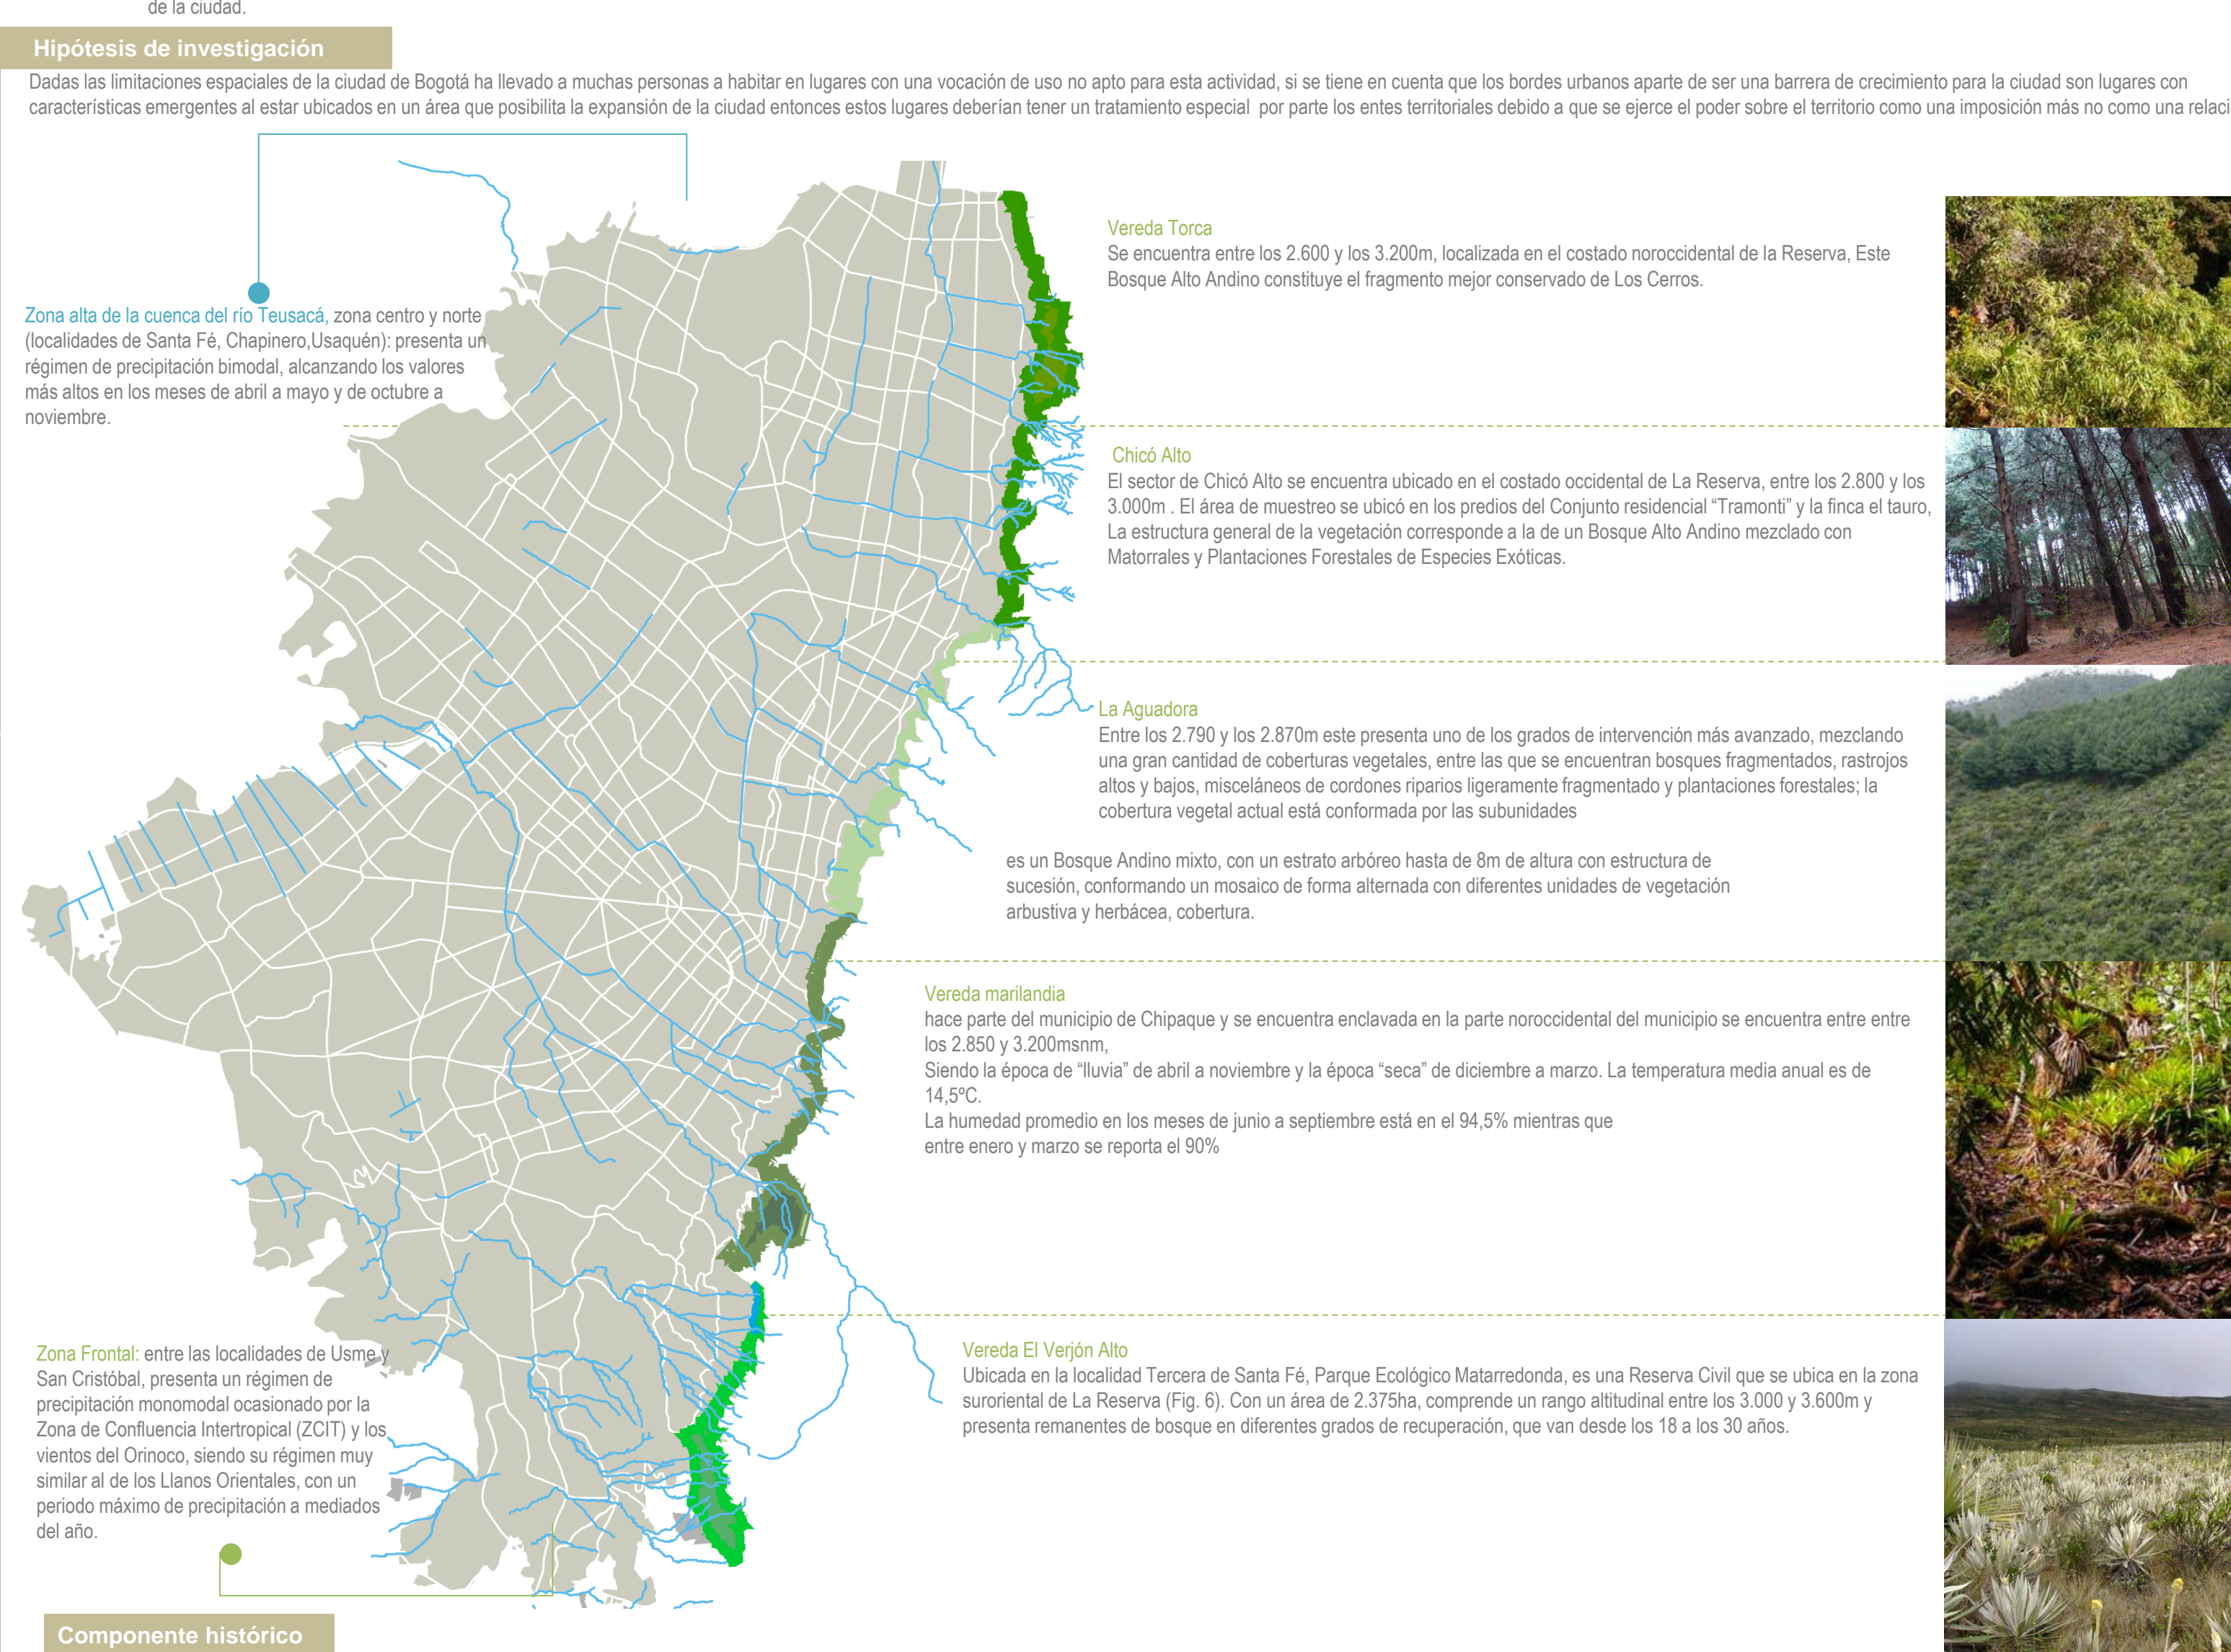 de la ciudad.
Hipótesis de investigación
Dadas las limitaciones espaciales de la ciudad de Bogotá ha llevado a muchas personas a habitar en lugares con una vocación de uso no apto para esta actividad, si se tiene en cuenta que los bordes urbanos aparte de ser una barrera de crecimiento para la ciudad son lugares con
características emergentes al estar ubicados en un área que posibilita la expansión de la ciudad entonces estos lugares deberían tener un tratamiento especial  por parte los entes territoriales debido a que se ejerce el poder sobre el territorio como una imposición más no como una relaci
Zona alta de la cuenca del río Teusacá, zona centro y norte
(localidades de Santa Fé, Chapinero,Usaquén): presenta un
régimen de precipitación bimodal, alcanzando los valores
más altos en los meses de abril a mayo y de octubre a
noviembre.
Vereda Torca
Se encuentra entre los 2.600 y los 3.200m, localizada en el costado noroccidental de la Reserva, Este
Bosque Alto Andino constituye el fragmento mejor conservado de Los Cerros.
Chicó Alto
El sector de Chicó Alto se encuentra ubicado en el costado occidental de La Reserva, entre los 2.800 y los
3.000m . El área de muestreo se ubicó en los predios del Conjunto residencial “Tramonti” y la finca el tauro,
La estructura general de la vegetación corresponde a la de un Bosque Alto Andino mezclado con
Matorrales y Plantaciones Forestales de Especies Exóticas.
La Aguadora
Entre los 2.790 y los 2.870m este presenta uno de los grados de intervención más avanzado, mezclando
una gran cantidad de coberturas vegetales, entre las que se encuentran bosques fragmentados, rastrojos
altos y bajos, misceláneos de cordones riparios ligeramente fragmentado y plantaciones forestales; la
cobertura vegetal actual está conformada por las subunidades
es un Bosque Andino mixto, con un estrato arbóreo hasta de 8m de altura con estructura de
sucesión, conformando un mosaico de forma alternada con diferentes unidades de vegetación
arbustiva y herbácea, cobertura.
Vereda marilandia
hace parte del municipio de Chipaque y se encuentra enclavada en la parte noroccidental del municipio se encuentra entre entre
los 2.850 y 3.200msnm,
Siendo la época de “lluvia” de abril a noviembre y la época “seca” de diciembre a marzo. La temperatura media anual es de
14,5ºC.
La humedad promedio en los meses de junio a septiembre está en el 94,5% mientras que
entre enero y marzo se reporta el 90%
Vereda El Verjón Alto
Ubicada en la localidad Tercera de Santa Fé, Parque Ecológico Matarredonda, es una Reserva Civil que se ubica en la zona
suroriental de La Reserva (Fig. 6). Con un área de 2.375ha, comprende un rango altitudinal entre los 3.000 y 3.600m y
presenta remanentes de bosque en diferentes grados de recuperación, que van desde los 18 a los 30 años.
Zona Frontal: entre las localidades de Usme y
San Cristóbal, presenta un régimen de
precipitación monomodal ocasionado por la
Zona de Confluencia Intertropical (ZCIT) y los
vientos del Orinoco, siendo su régimen muy
similar al de los Llanos Orientales, con un
periodo máximo de precipitación a mediados
del año.
Componente histórico